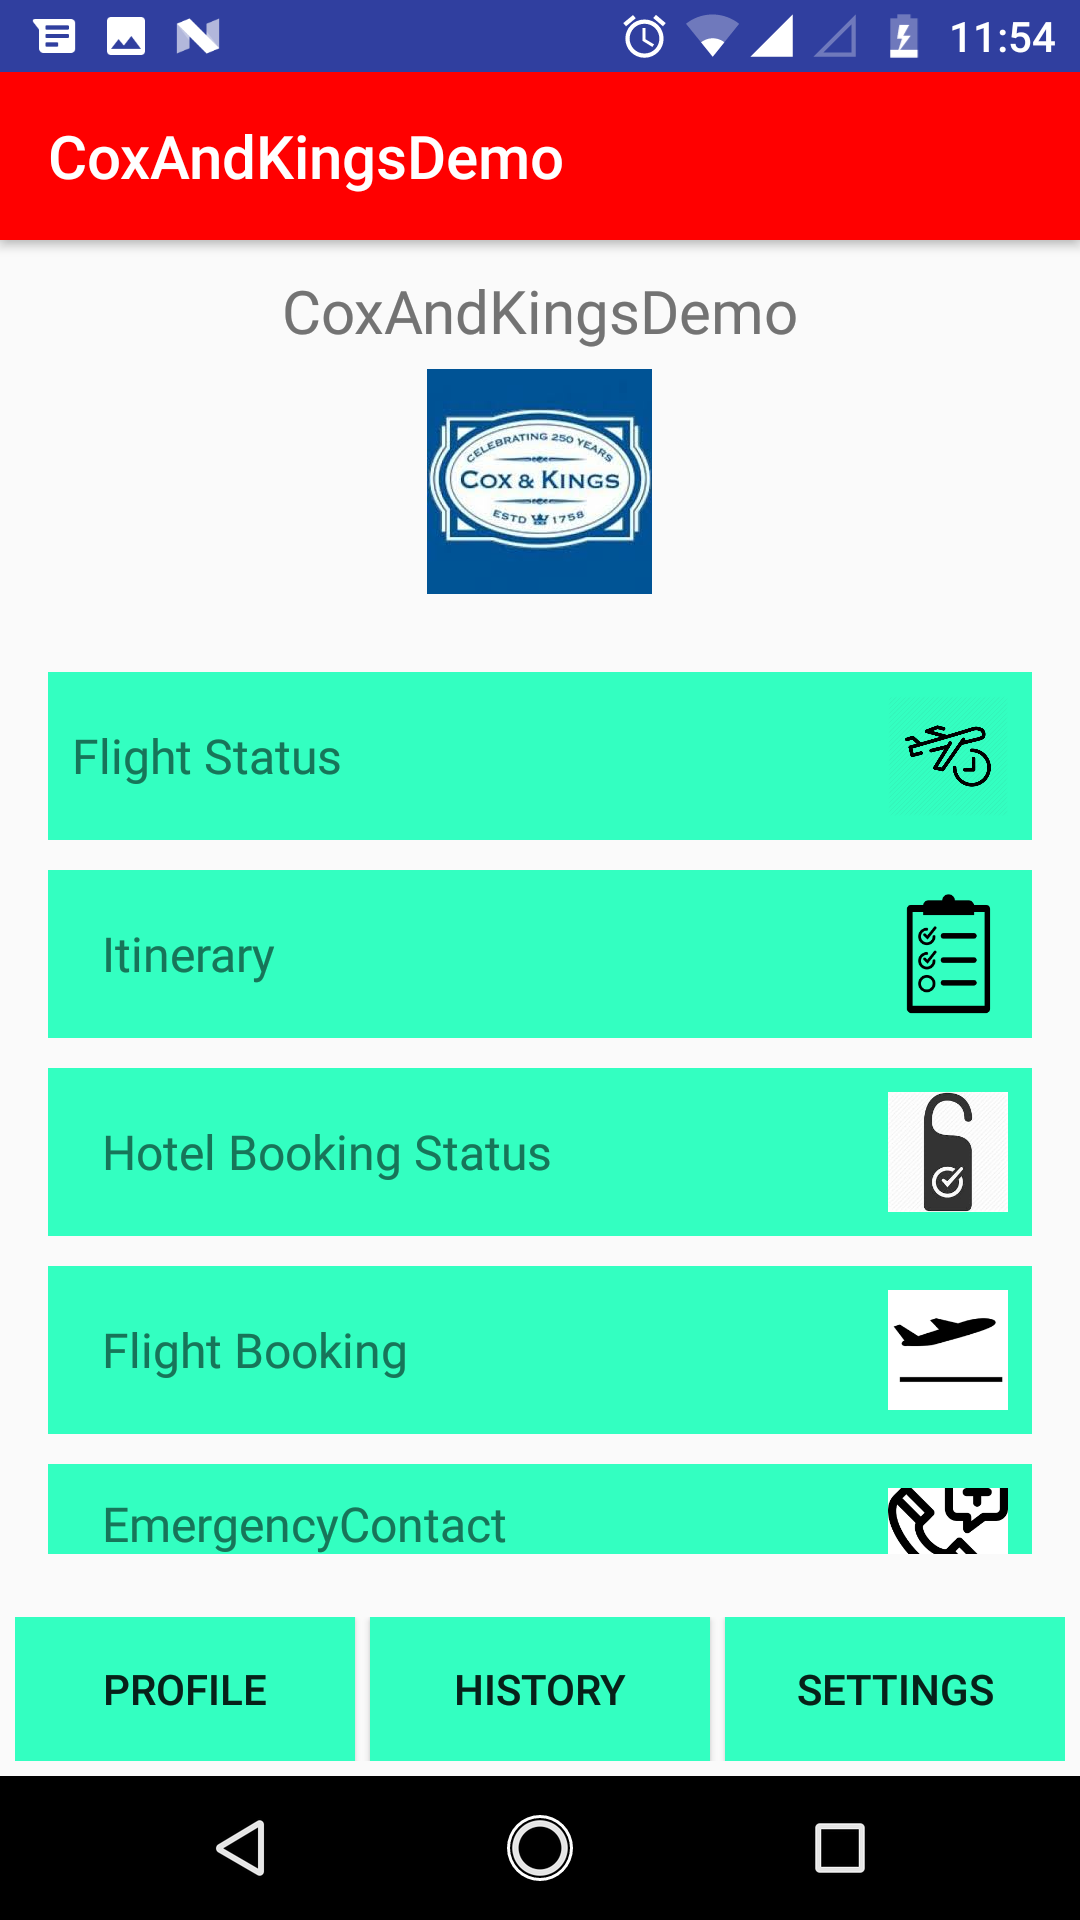 11:54
CoxAndKingsDemo
CoxAndKingsDemo
CELEBRATING 250 YEARS
COX & KINGS
ESTD 1758
Flight Status
Itinerary
Hotel Booking Status
Flight Booking
EmergencyContact
PROFILE
HISTORY
SETTINGS